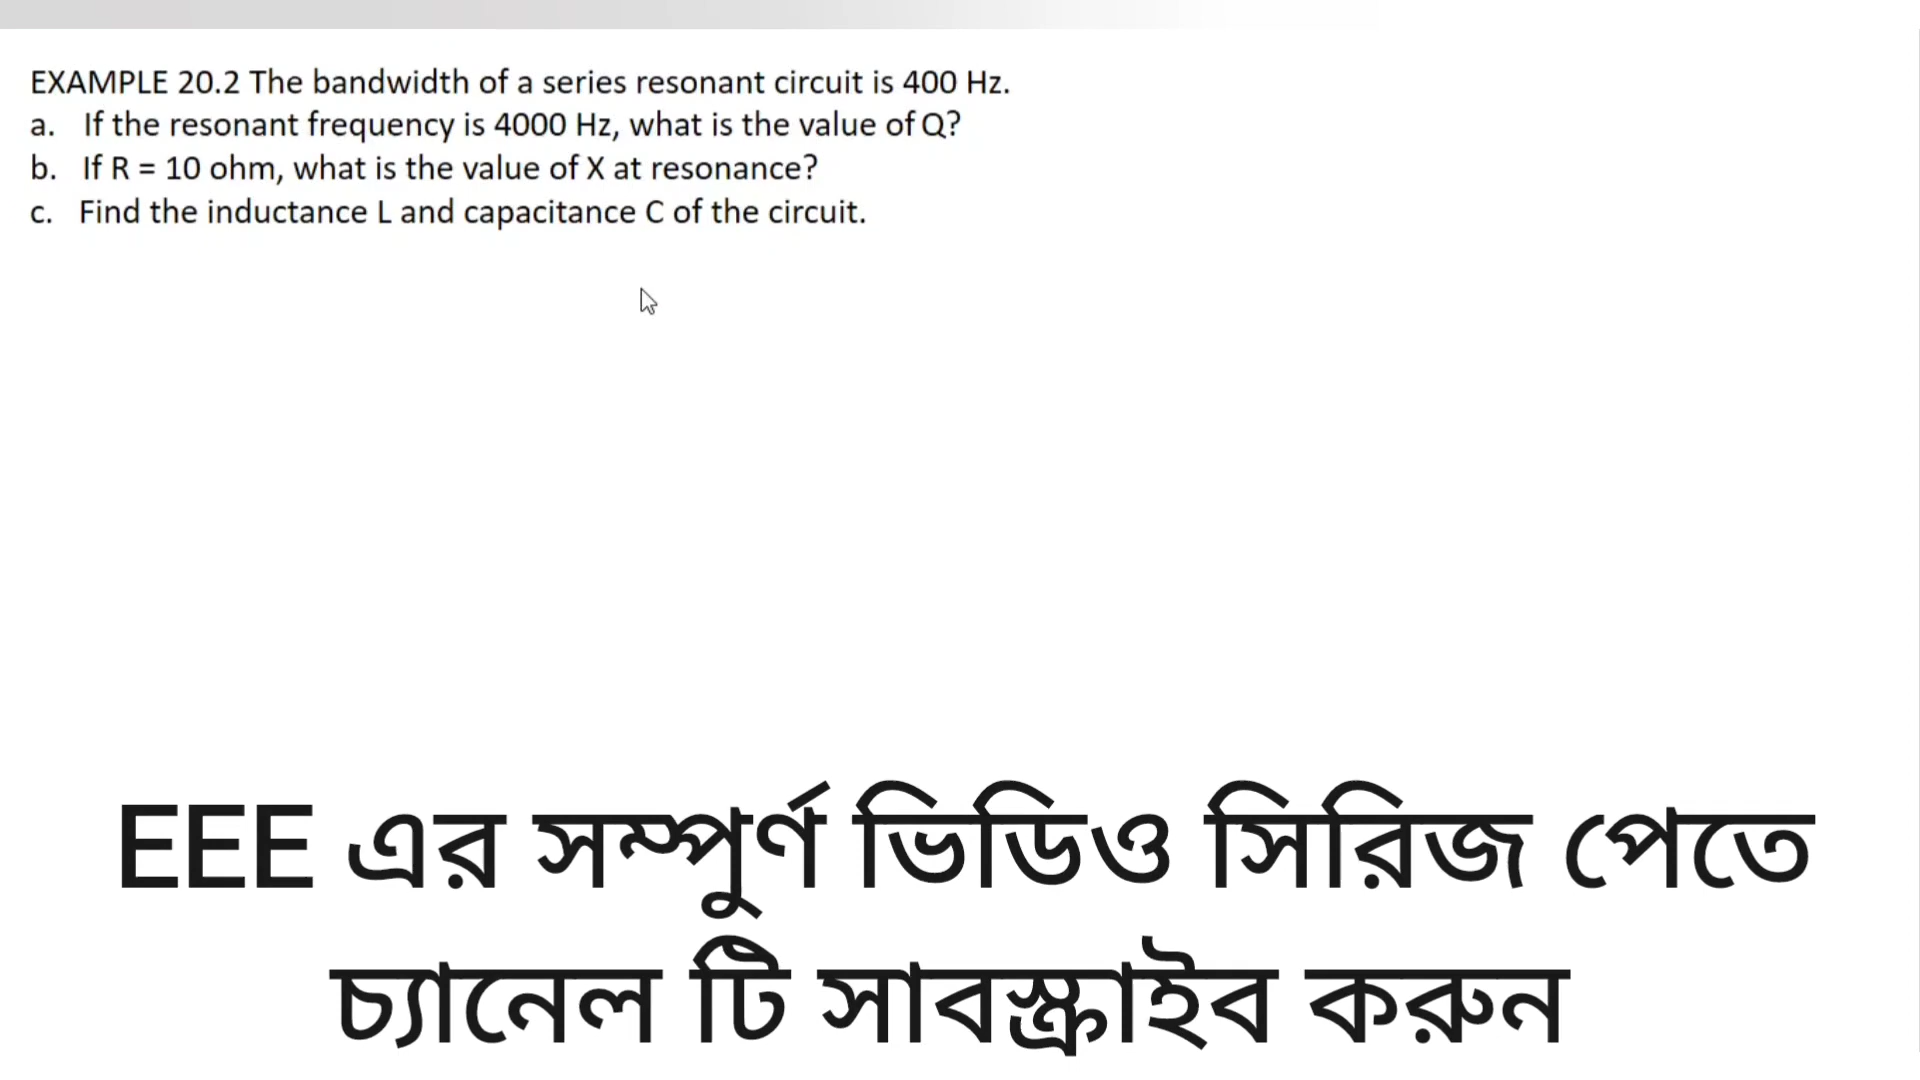 EXAMPLE 20.2 The bandwidth of a series resonant circuit is 400 Hz.
a. If the resonant frequency is 4000 Hz, what is the value of Q?
b. If R = 10 ohm, what is the value of X at resonance?
c. Find the inductance L and capacitance C of the circuit.
EEE এর সম্পুর্ণ ভিডিও সিরিজ পেতে
চ্যানেল টি সাবস্ক্রাইব করুন